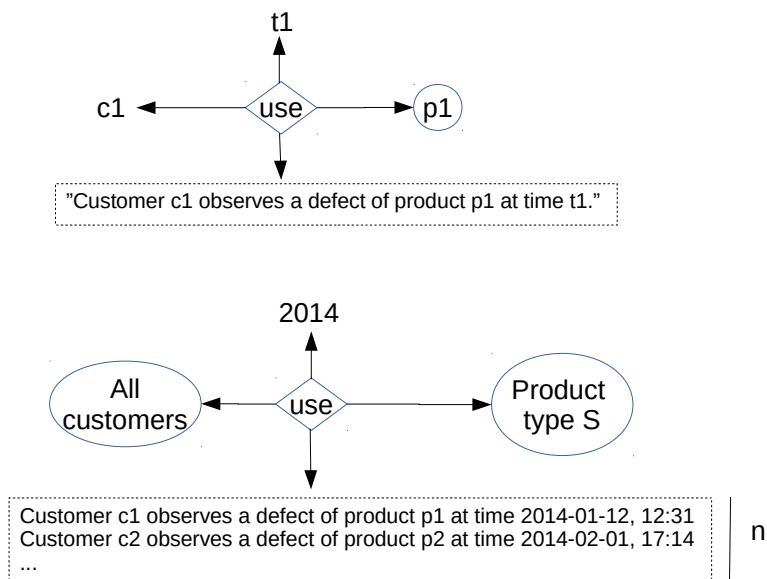 t1
c1
use
p1
”Customer c1 observes a defect of product p1 at time t1.”
2014
All
customers
use
Product
type S
Customer c1 observes a defect of product p1 at time 2014-01-12, 12:31
Customer c2 observes a defect of product p2 at time 2014-02-01, 17:14
...
n